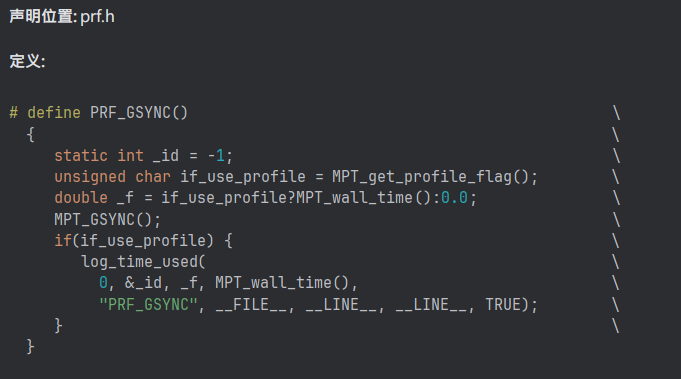 声明位置: prf.h
定义:
# define PRF_GSYNC() \
{ \
static int _id = -1; \
unsigned char if_use_profile = MPT_get_profile_flag(); \
double _f = if_use_profile?MPT_wall_time():0.0; \
MPT_GSYNC(); \
if(if_use_profile) { \
log_time_used( \
0, &_id, _f, MPT_wall_time(), \
"PRF_GSYNC", __FILE__, __LINE__, __LINE__, TRUE); \
} \
}